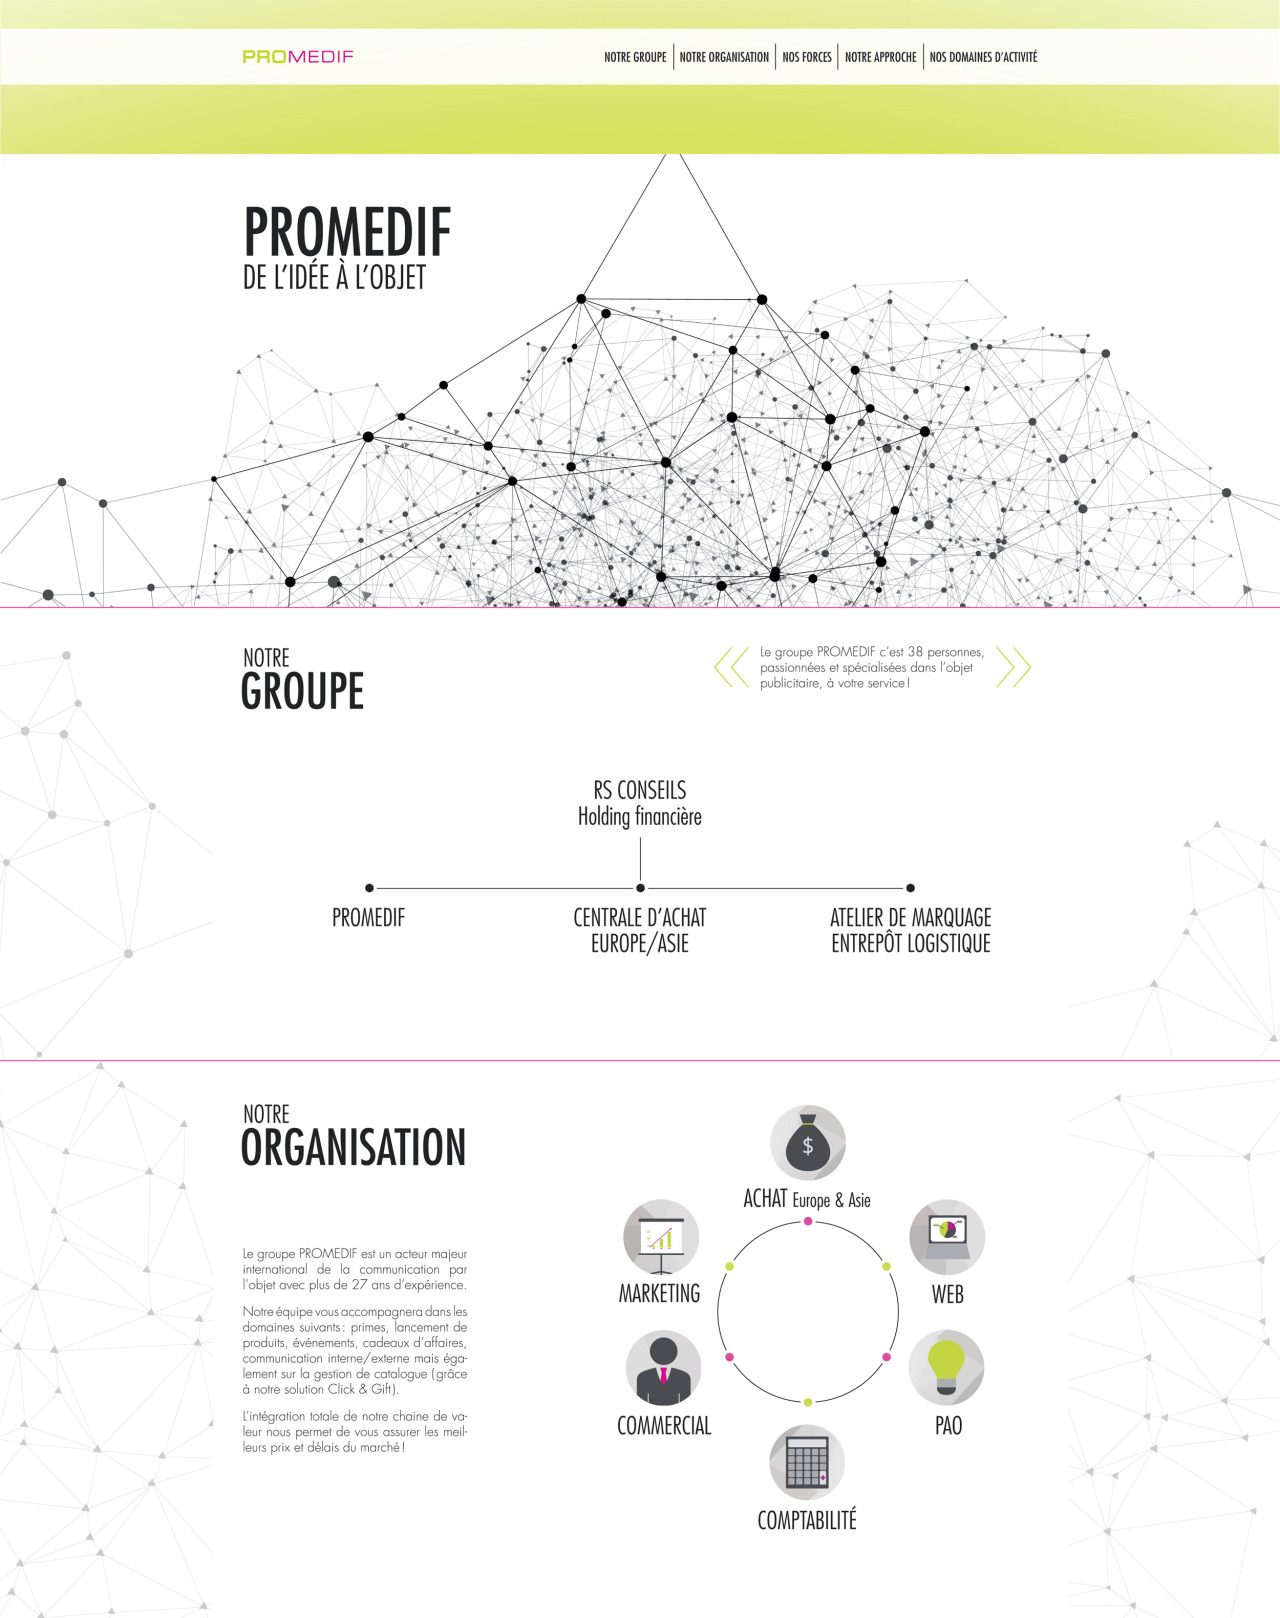 PROMEDIF
NOTRE GROUPE
NOTRE ORGANISATION
NOS FORCES
NOTRE APPROCHE
NOS DOMAINES D'ACTIVITÉ
PROMEDIF
DE L'IDÉE À L'OBJET
NOTRE
GROUPE
Le groupe PROMEDIF c'est 38 personnes,
passionnées et spécialisées dans l'objet
publicitaire, à votre service !
RS CONSEILS
Holding financière
PROMEDIF
CENTRALE D'ACHAT
EUROPE/ASIE
ATELIER DE MARQUAGE
ENTREPÔT LOGISTIQUE
NOTRE
ORGANISATION
Le groupe PROMEDIF est un acteur majeur
international de la communication par
l'objet avec plus de 27 ans d'expérience.
Notre équipe vous accompagnera dans les
domaines suivants : primes, lancement de
produits, événements, cadeaux d'affaires,
communication interne/externe mais éga-
lement sur la gestion de catalogue (grâce
à notre solution Click & Gift).
L'intégration totale de notre chaine de va-
leur nous permet de vous assurer les meil-
leurs prix et délais du marché !
$
ACHAT Europe & Asie
MARKETING
WEB
COMMERCIAL
PAO
COMPTABILITÉ